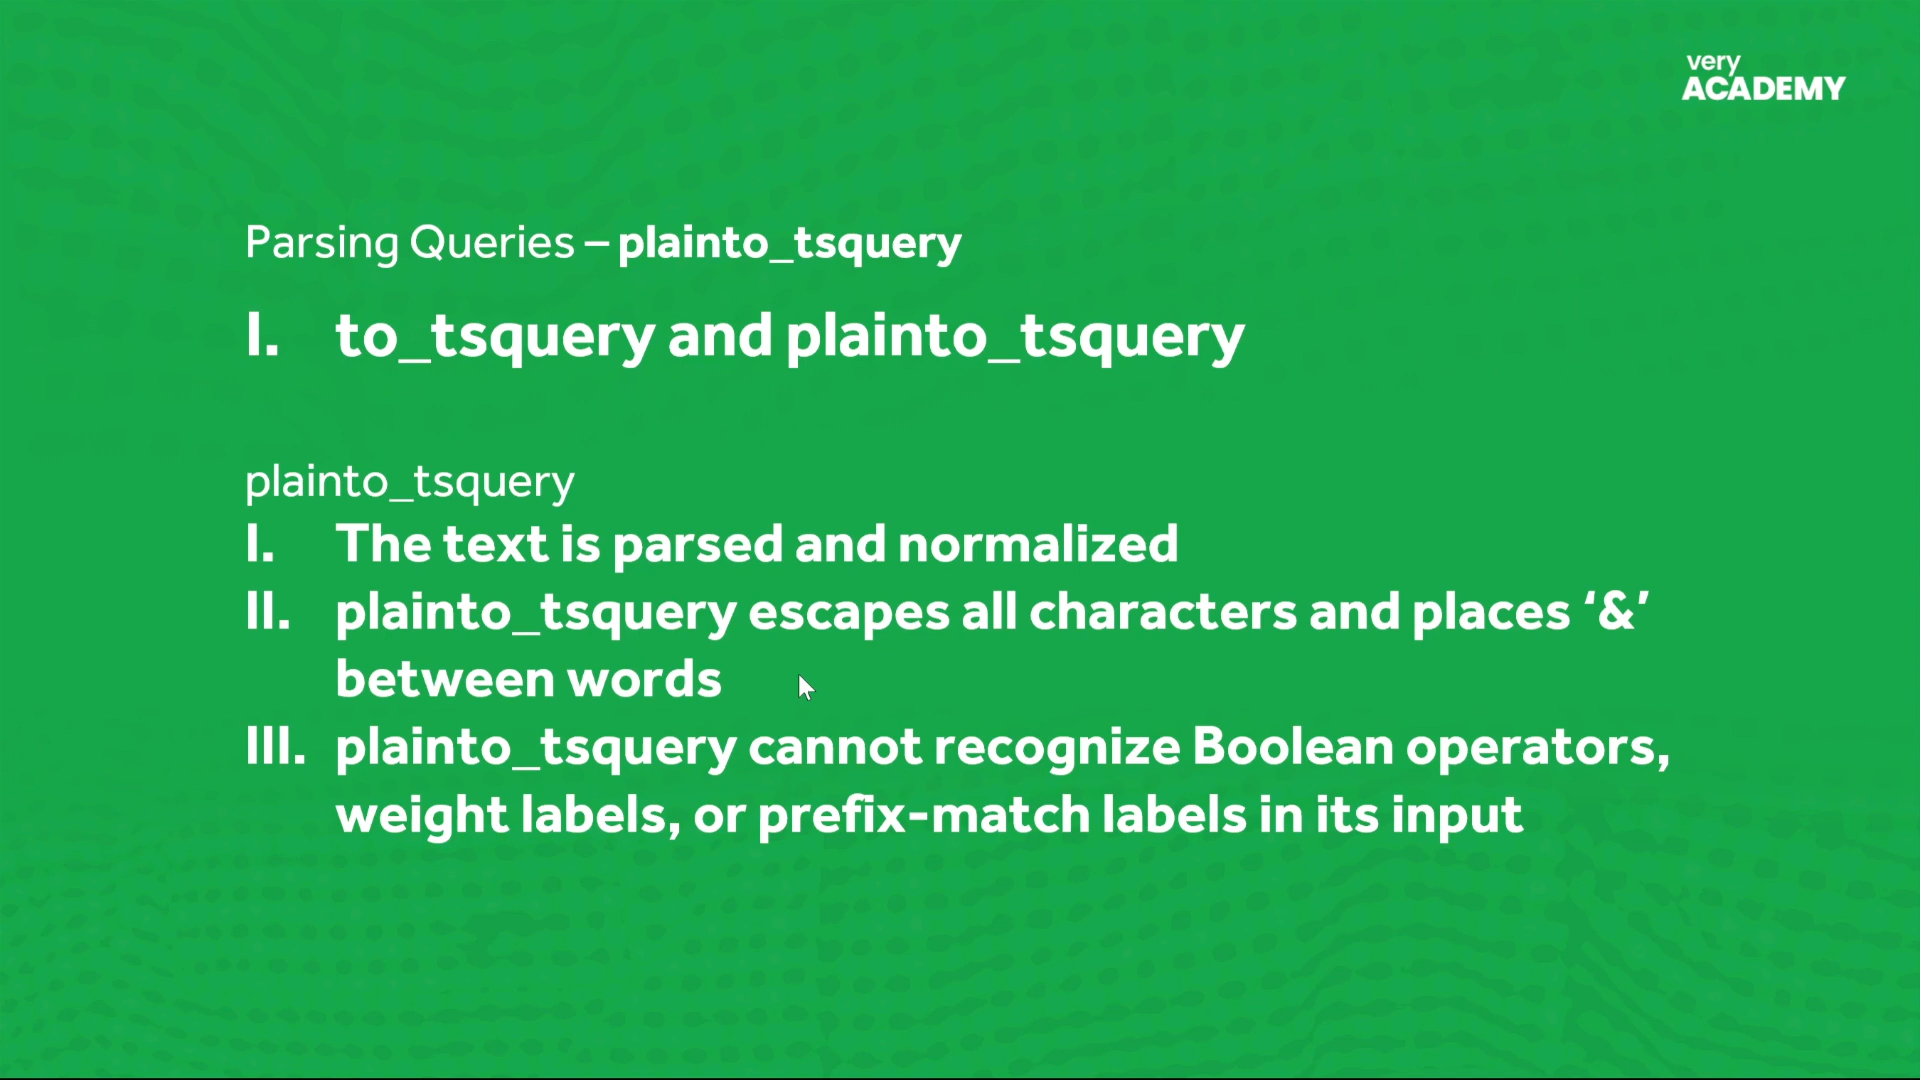 very
ACADEMY
Parsing Queries – plainto_tsquery
I. to_tsquery and plainto_tsquery
plainto_tsquery
I. The text is parsed and normalized
II. plainto_tsquery escapes all characters and places ‘&’
between words
III. plainto_tsquery cannot recognize Boolean operators,
weight labels, or prefix-match labels in its input